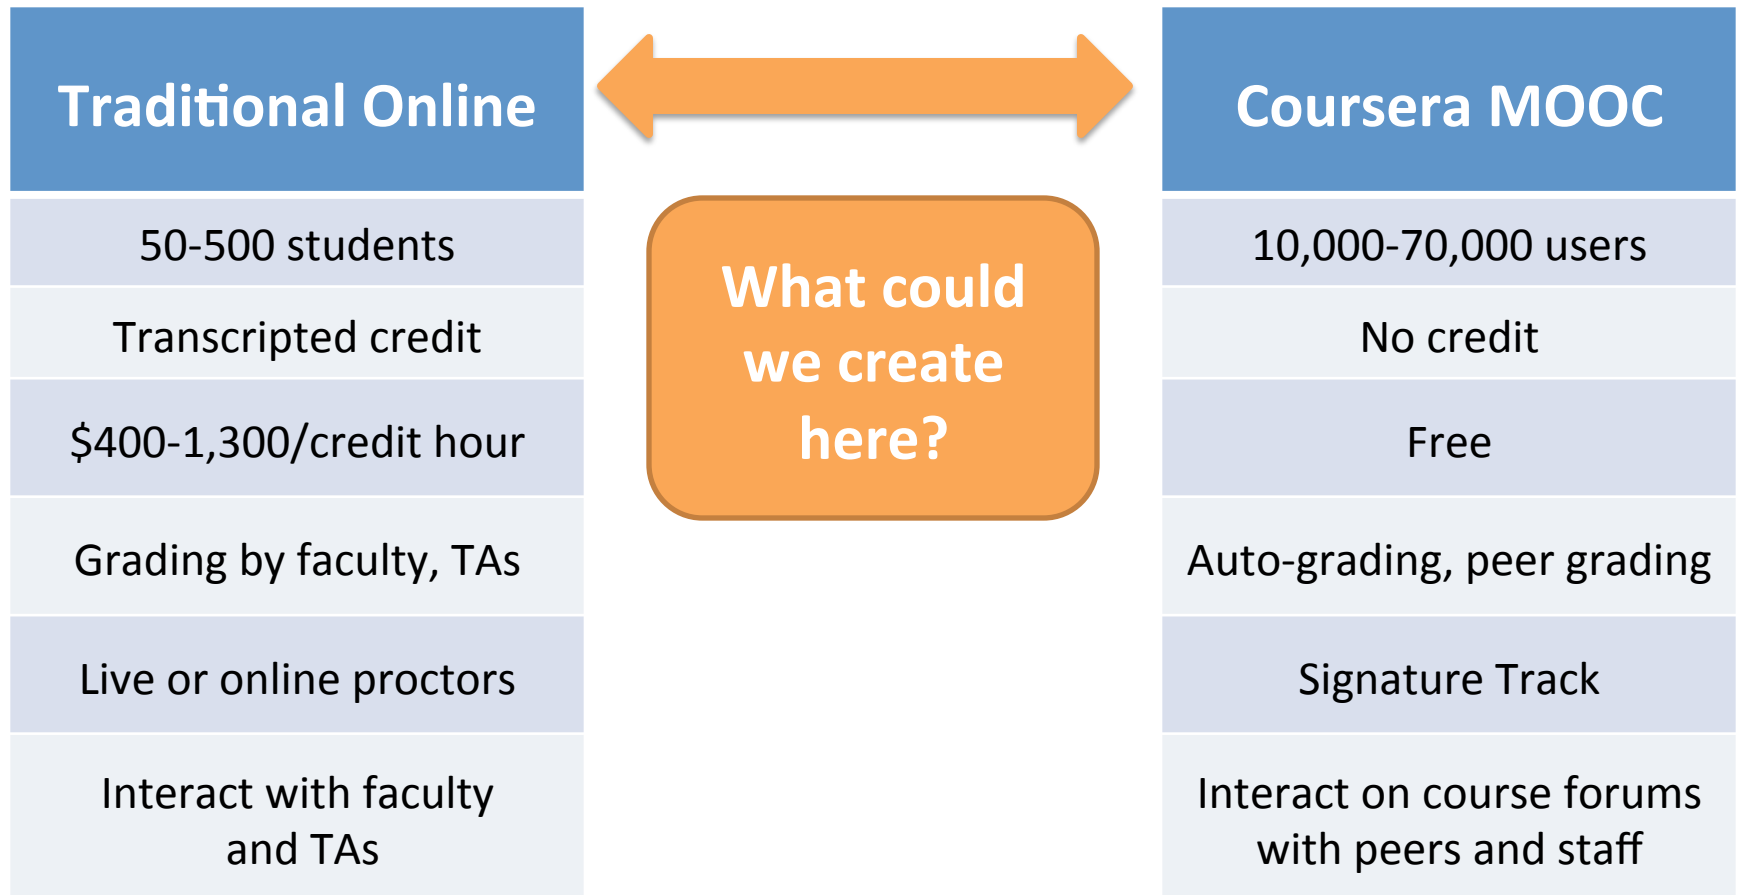 Traditional Online
50-500 students
Transcripted credit
$400-1,300/credit hour
Grading by faculty, TAs
Live or online proctors
Interact with faculty
and TAs
What could
we create
here?
Coursera MOOC
10,000-70,000 users
No credit
Free
Auto-grading, peer grading
Signature Track
Interact on course forums
with peers and staff